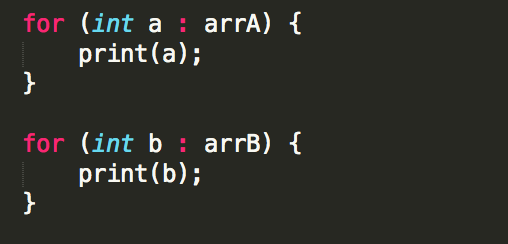 for (int a : arrA) {
    print(a);
}

for (int b : arrB) {
    print(b);
}